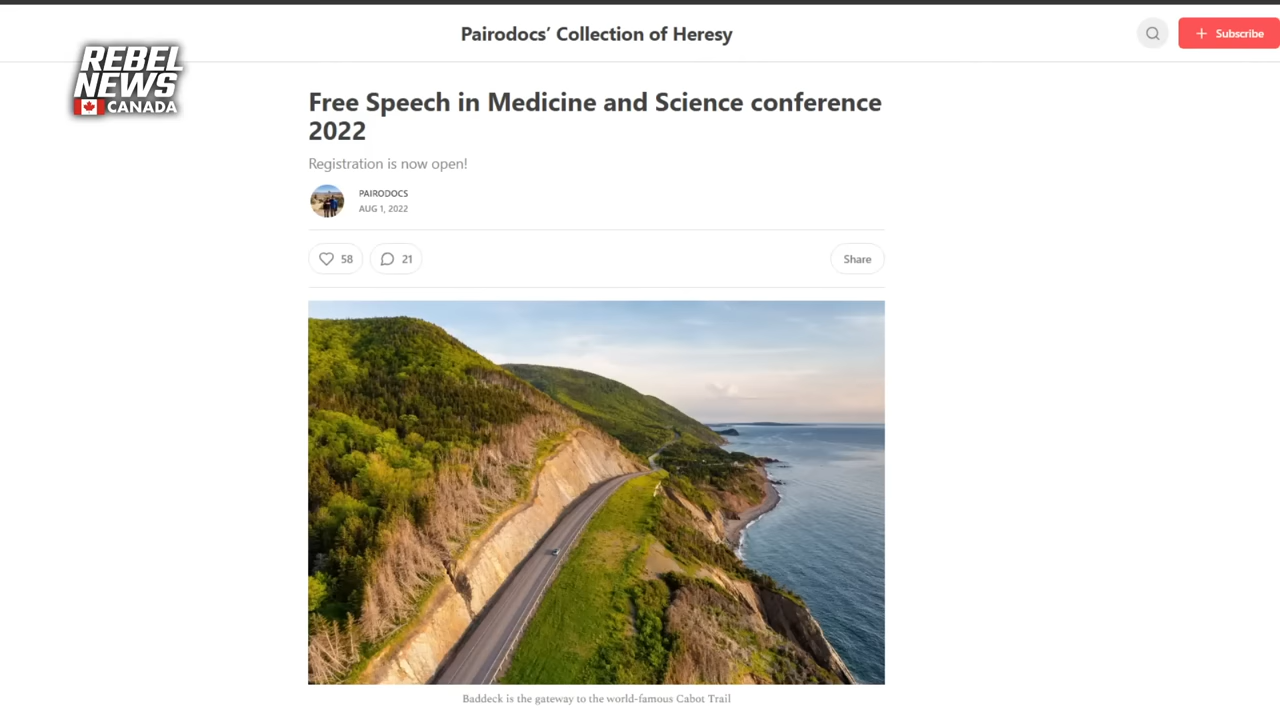 Pairodocs' Collection of Heresy
Subscribe
REBEL
NEWS
CANADA
Free Speech in Medicine and Science conference
2022
Registration is now open!
PAIRODOCS
AUG 1, 2022
58
21
Share
Baddeck is the gateway to the world-famous Cabot Trail